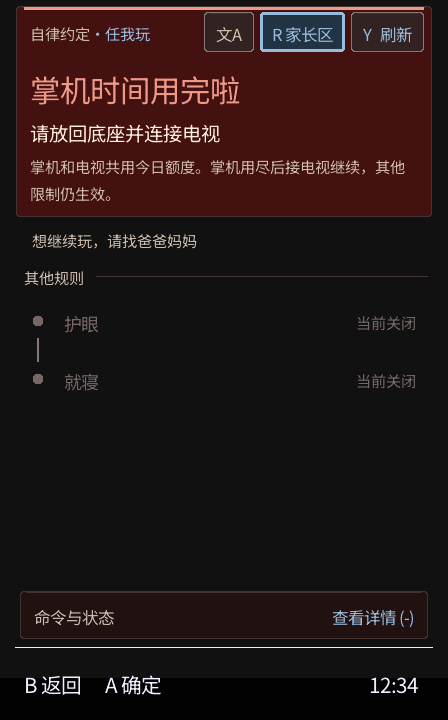 自律约定·任我玩
文A
R 家长区
Y 刷新
掌机时间用完啦
请放回底座并连接电视
掌机和电视共用今日额度。掌机用尽后接电视继续，其他
限制仍生效。
想继续玩，请找爸爸妈妈
其他规则
护眼 当前关闭
就寝 当前关闭
命令与状态 查看详情 (-)
B 返回 A 确定 12:34